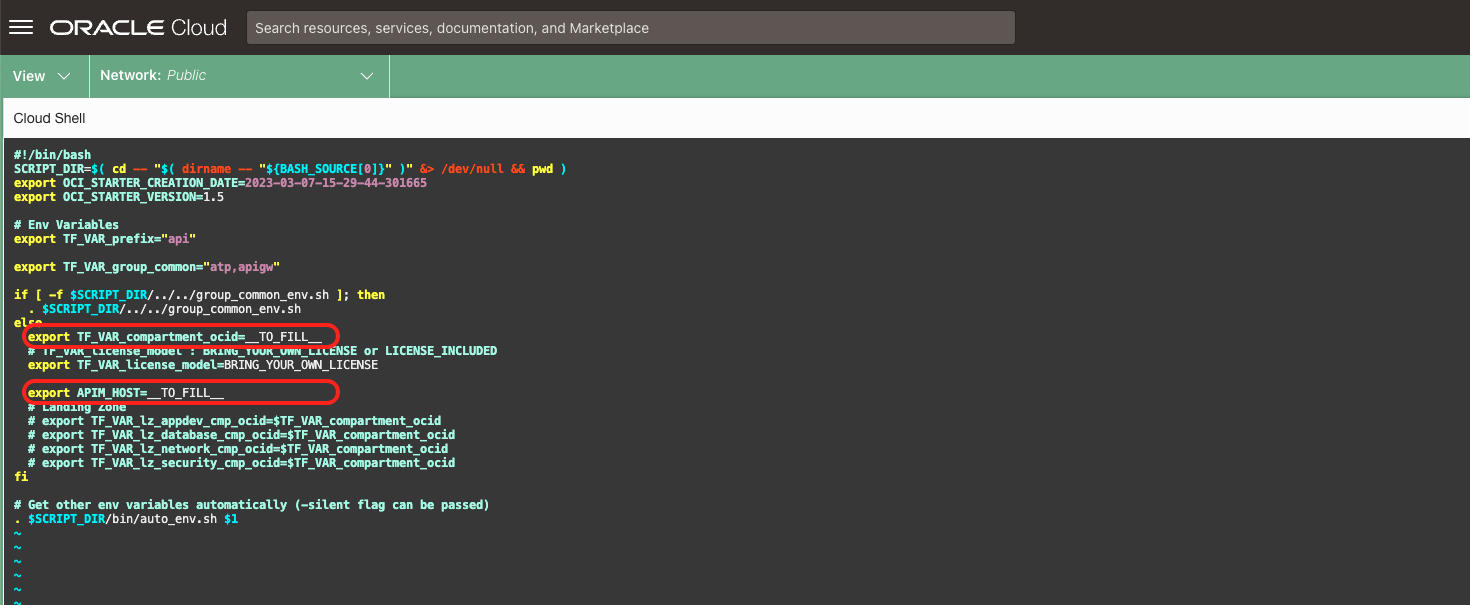 ORACLE Cloud
Search resources, services, documentation, and Marketplace
View
Network: Public
Cloud Shell
#!/bin/bash
SCRIPT_DIR=$( cd -- "$( dirname -- "${BASH_SOURCE[0]}" )" &> /dev/null && pwd )
export OCI_STARTER_CREATION_DATE=2023-03-07-15-29-44-301665
export OCI_STARTER_VERSION=1.5

# Env Variables
export TF_VAR_prefix="api"

export TF_VAR_group_common="atp,apigw"

if [ -f $SCRIPT_DIR/../../group_common_env.sh ]; then
  . $SCRIPT_DIR/../../group_common_env.sh
else
  export TF_VAR_compartment_ocid=__TO_FILL__
  # TF_VAR_license_model : BRING_YOUR_OWN_LICENSE or LICENSE_INCLUDED
  export TF_VAR_license_model=BRING_YOUR_OWN_LICENSE

  export APIM_HOST=__TO_FILL__
  # Landing Zone
  # export TF_VAR_lz_appdev_cmp_ocid=$TF_VAR_compartment_ocid
  # export TF_VAR_lz_database_cmp_ocid=$TF_VAR_compartment_ocid
  # export TF_VAR_lz_network_cmp_ocid=$TF_VAR_compartment_ocid
  # export TF_VAR_lz_security_cmp_ocid=$TF_VAR_compartment_ocid
fi

# Get other env variables automatically (-silent flag can be passed)
. $SCRIPT_DIR/bin/auto_env.sh $1
~
~
~
~
~
~